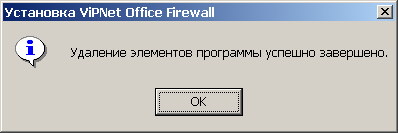 Установка ViPNet Office Firewall
Удаление элементов программы успешно завершено.
OK